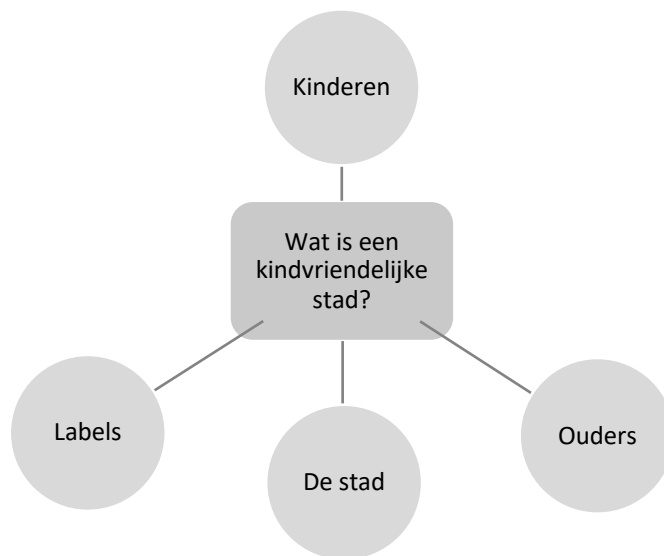 Kinderen
Wat is een
kindvriendelijke
stad?
Labels
Ouders
De stad